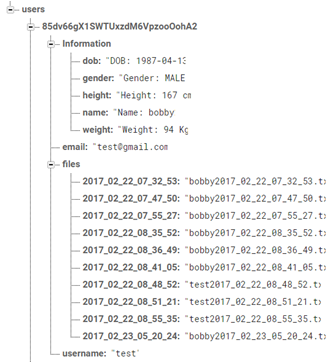 users
85dv66gX1SWTUxzdM6VpzooOohA2
Information
dob: "DOB: 1987-04-13
gender: "Gender: MALE
height: "Height: 167 cm
name: "Name: bobby
weight: "Weight: 94 Kg
email: "test@gmail.com
files
2017_02_22_07_32_53: "bobby2017_02_22_07_32_53.tx
2017_02_22_07_47_50: "bobby2017_02_22_07_47_50.tx
2017_02_22_07_55_27: "bobby2017_02_22_07_55_27.tx
2017_02_22_08_35_52: "bobby2017_02_22_08_35_52.tx
2017_02_22_08_36_49: "bobby2017_02_22_08_36_49.tx
2017_02_22_08_41_05: "bobby2017_02_22_08_41_05.tx
2017_02_22_08_48_52: "test2017_02_22_08_48_52.tx
2017_02_22_08_51_21: "test2017_02_22_08_51_21.tx
2017_02_22_08_55_35: "test2017_02_22_08_55_35.tx
2017_02_23_05_20_24: "bobby2017_02_23_05_20_24.tx
username: "test"